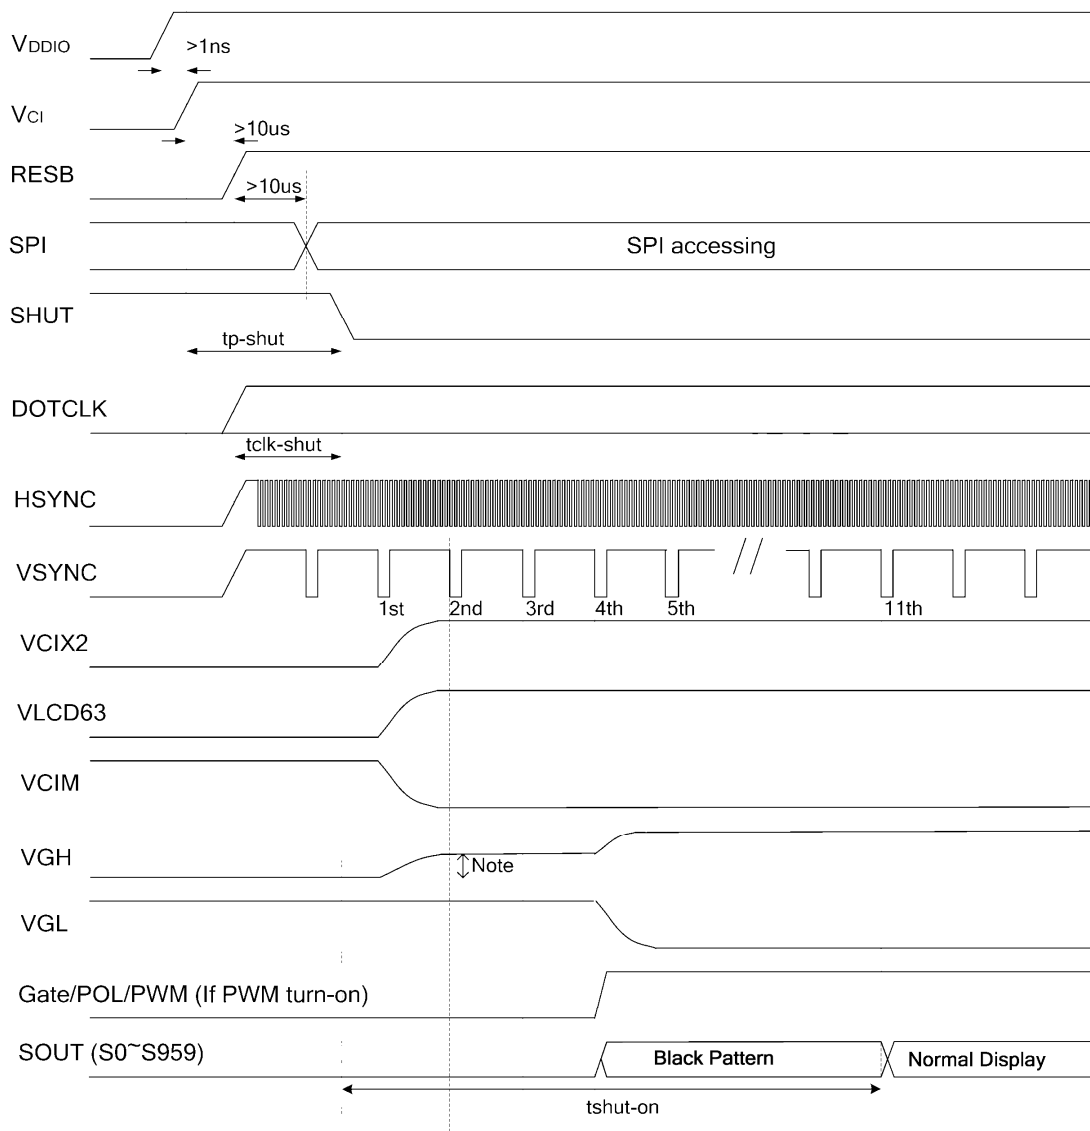 VDDIO
>1ns
VCI
>10us
RESB
>10us
SPI
SPI accessing
SHUT
tp-shut
DOTCLK
tclk-shut
HSYNC
VSYNC
1st 2nd 3rd 4th 5th 11th
VCIX2
VLCD63
VCIM
VGH
Note
VGL
Gate/POL/PWM (If PWM turn-on)
SOUT (S0~S959)
Black Pattern
Normal Display
tshut-on